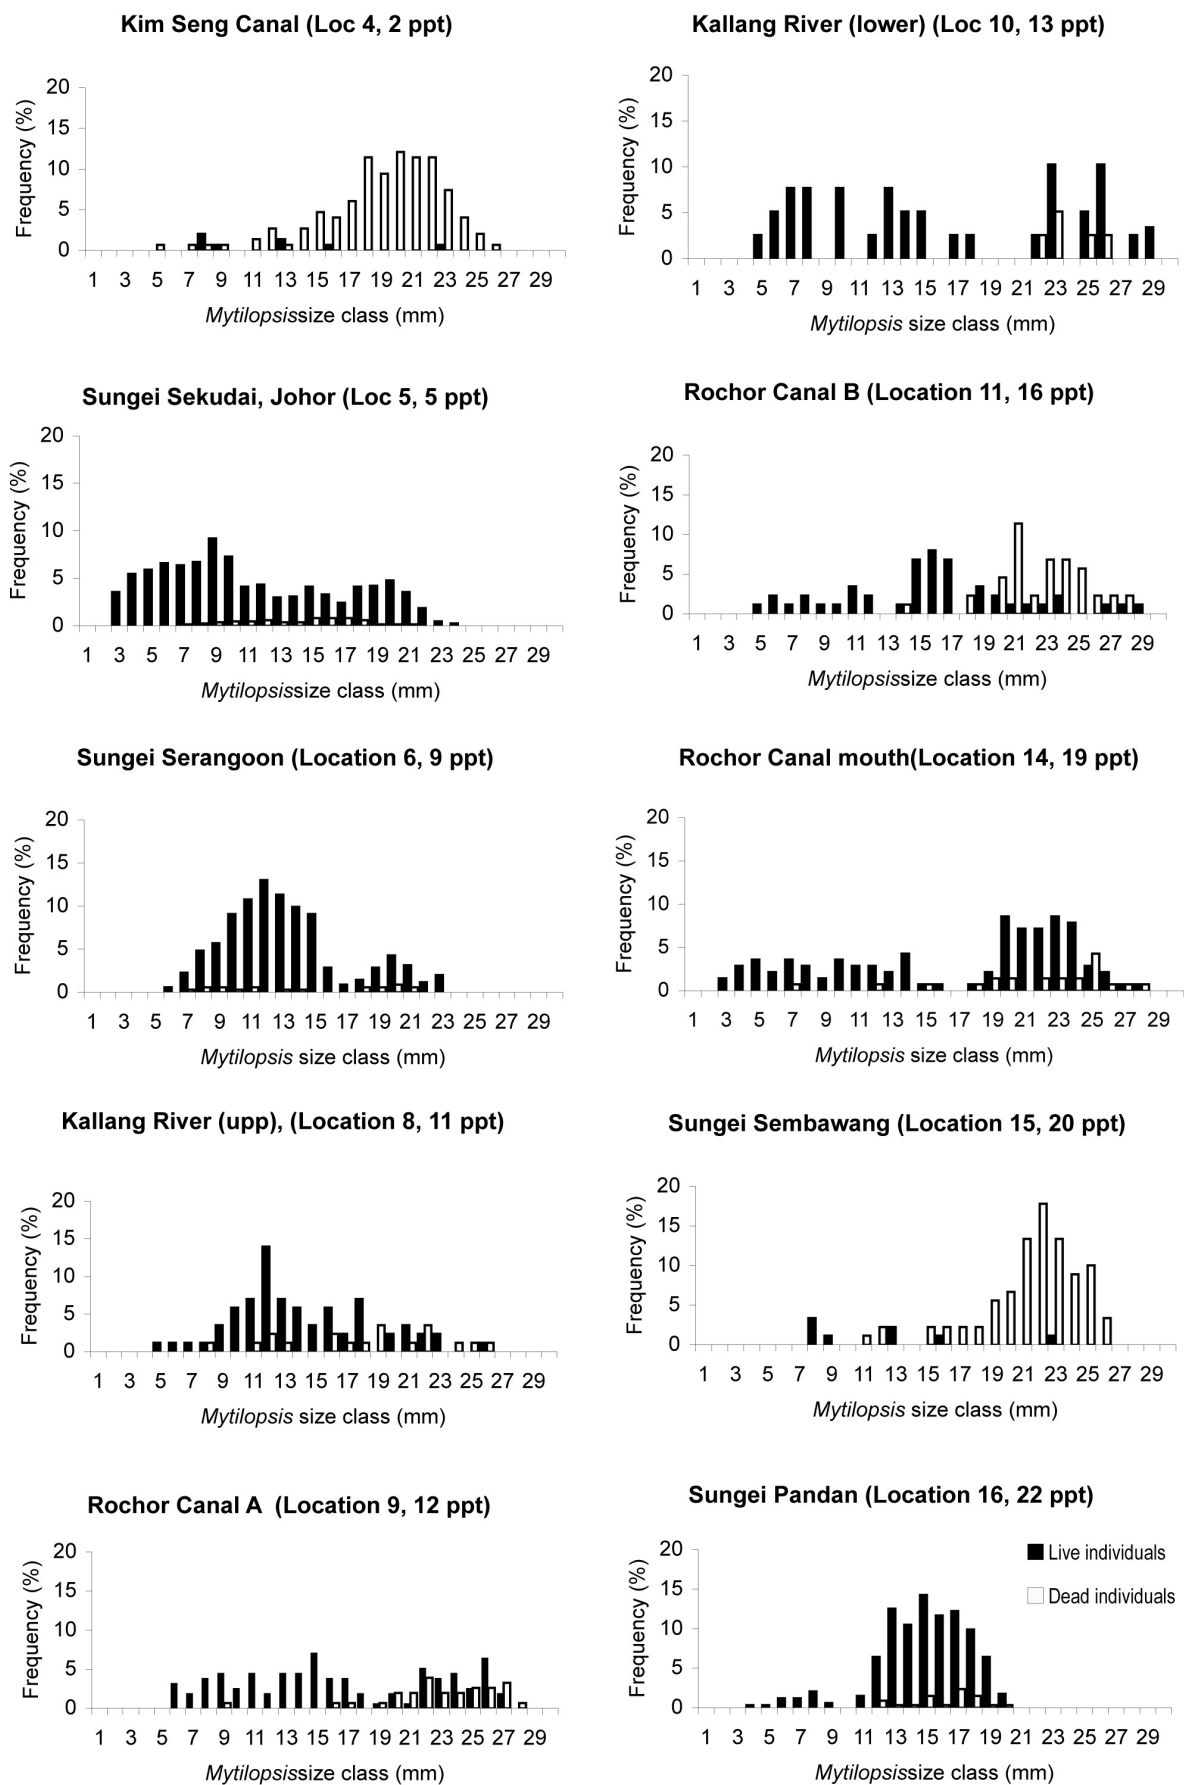 Kim Seng Canal (Loc 4, 2 ppt)
Frequency (%)
20
15
10
5
0
1 3 5 7 9 11 13 15 17 19 21 23 25 27 29
Mytilopsissize class (mm)
Kallang River (lower) (Loc 10, 13 ppt)
Frequency (%)
20
15
10
5
0
1 3 5 7 9 11 13 15 17 19 21 23 25 27 29
Mytilopsis size class (mm)
Sungei Sekudai, Johor (Loc 5, 5 ppt)
Frequency (%)
20
15
10
5
0
1 3 5 7 9 11 13 15 17 19 21 23 25 27 29
Mytilopsissize class (mm)
Rochor Canal B (Location 11, 16 ppt)
Frequency (%)
20
15
10
5
0
1 3 5 7 9 11 13 15 17 19 21 23 25 27 29
Mytilopsissize class (mm)
Sungei Serangoon (Location 6, 9 ppt)
Frequency (%)
20
15
10
5
0
1 3 5 7 9 11 13 15 17 19 21 23 25 27 29
Mytilopsis size class (mm)
Rochor Canal mouth(Location 14, 19 ppt)
Frequency (%)
20
15
10
5
0
1 3 5 7 9 11 13 15 17 19 21 23 25 27 29
Mytilopsis size class (mm)
Kallang River (upp), (Location 8, 11 ppt)
Frequency (%)
20
15
10
5
0
1 3 5 7 9 11 13 15 17 19 21 23 25 27 29
Mytilopsis size class (mm)
Sungei Sembawang (Location 15, 20 ppt)
Frequency (%)
20
15
10
5
0
1 3 5 7 9 11 13 15 17 19 21 23 25 27 29
Mytilopsis size class (mm)
Rochor Canal A (Location 9, 12 ppt)
Frequency (%)
20
15
10
5
0
1 3 5 7 9 11 13 15 17 19 21 23 25 27 29
Mytilopsissize class (mm)
Sungei Pandan (Location 16, 22 ppt)
Frequency (%)
20
15
10
5
0
Live individuals
Dead individuals
1 3 5 7 9 11 13 15 17 19 21 23 25 27 29
Mytilopsis size class (mm)